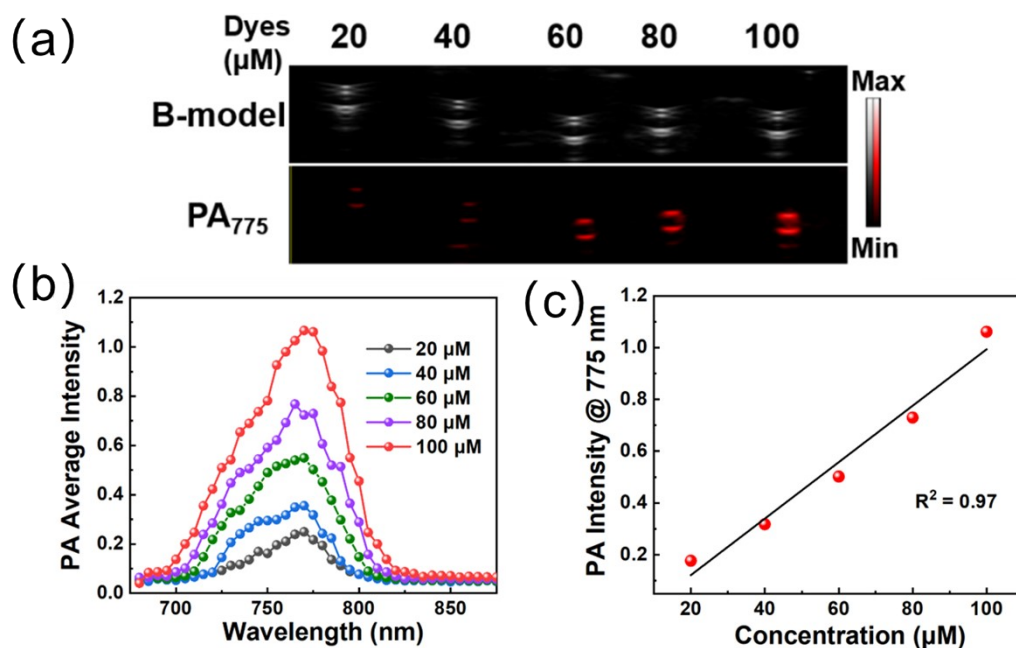 (a)
Dyes
(μM)
20 40 60 80 100
B-model
PA775
Max
Min
(b)
PA Average Intensity
1.2
1.0
0.8
0.6
0.4
0.2
0.0
20 μM
40 μM
60 μM
80 μM
100 μM
700 750 800 850
Wavelength (nm)
(c)
PA Intensity @ 775 nm
1.2
1.0
0.8
0.6
0.4
0.2
R² = 0.97
20 40 60 80 100
Concentration (μM)